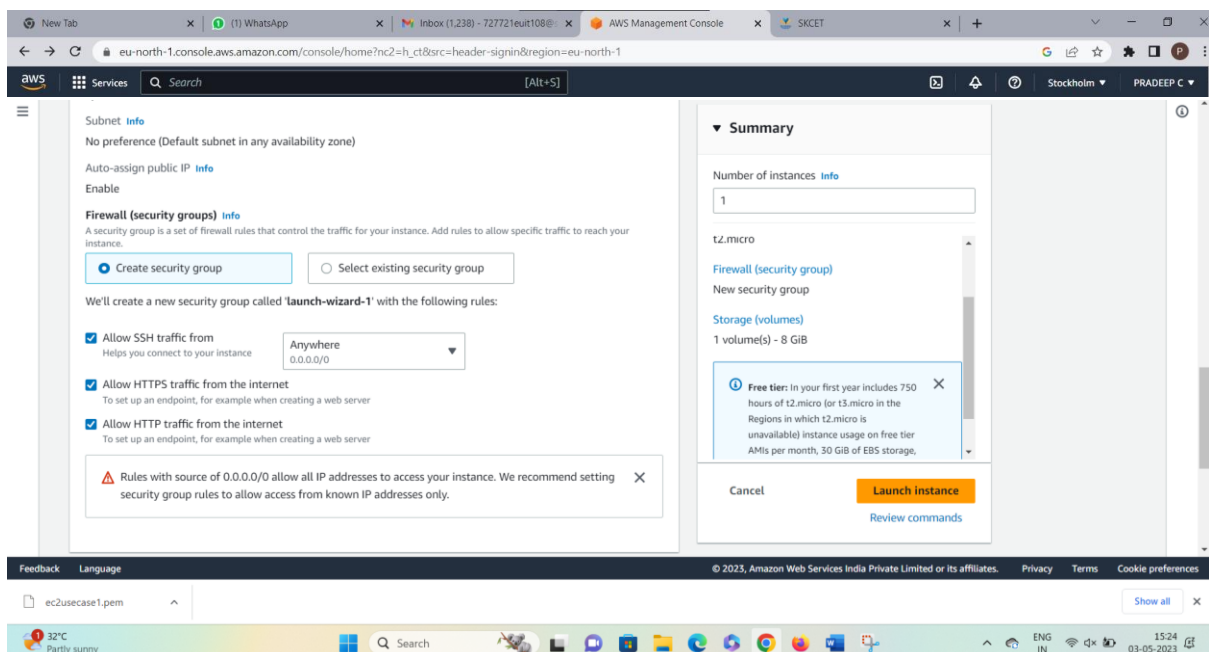 New Tab
(1) WhatsApp
Inbox (1,238) - 727721euit108@s
AWS Management Console
SKCET
eu-north-1.console.aws.amazon.com/console/home?nc2=h_ct&src=header-signin&region=eu-north-1
G
P
aws
Services
Search
[Alt+S]
Stockholm
PRADEEP C
Subnet Info
No preference (Default subnet in any availability zone)
Auto-assign public IP Info
Enable
Firewall (security groups) Info
A security group is a set of firewall rules that control the traffic for your instance. Add rules to allow specific traffic to reach your
instance.
Create security group
Select existing security group
We'll create a new security group called 'launch-wizard-1' with the following rules:
Allow SSH traffic from
Helps you connect to your instance
Anywhere
0.0.0.0/0
Allow HTTPS traffic from the internet
To set up an endpoint, for example when creating a web server
Allow HTTP traffic from the internet
To set up an endpoint, for example when creating a web server
Rules with source of 0.0.0.0/0 allow all IP addresses to access your instance. We recommend setting
security group rules to allow access from known IP addresses only.
Summary
Number of instances Info
1
t2.micro
Firewall (security group)
New security group
Storage (volumes)
1 volume(s) - 8 GiB
Free tier: In your first year includes 750
hours of t2.micro (or t3.micro in the
Regions in which t2.micro is
unavailable) instance usage on free tier
AMIs per month, 30 GiB of EBS storage,
Cancel
Launch instance
Review commands
Feedback
Language
© 2023, Amazon Web Services India Private Limited or its affiliates.
Privacy
Terms
Cookie preferences
ec2usecase1.pem
Show all
32°C
Partly sunny
Search
ENG
IN
15:24
03-05-2023